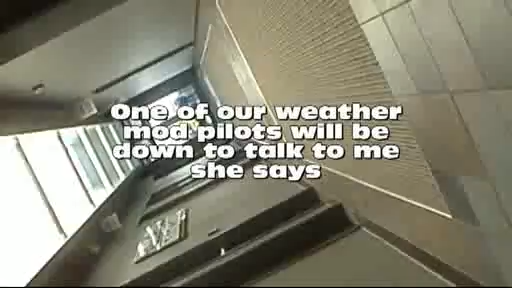 One of our weather
mod pilots will be
down to talk to me
she says